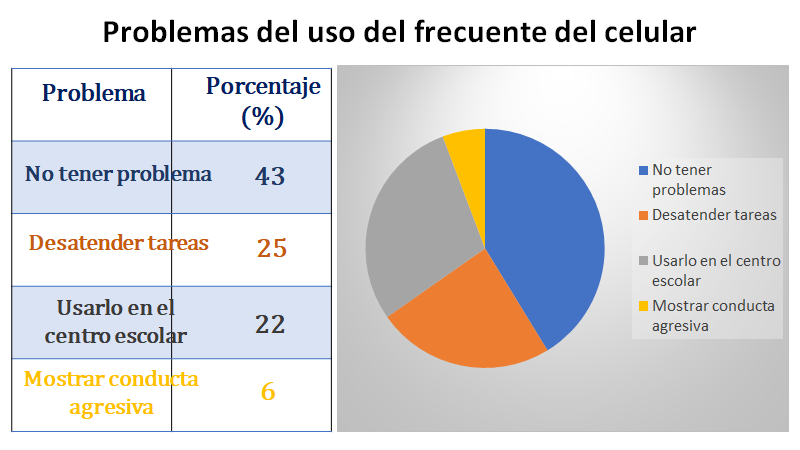 Problemas del uso del frecuente del celular
Problema
Porcentaje
(%)
No tener problema
43
Desatender tareas
25
Usarlo en el
centro escolar
22
Mostrar conducta
agresiva
6
No tener
problemas
Desatender tareas
Usarlo en el centro
escolar
Mostrar conducta
agresiva